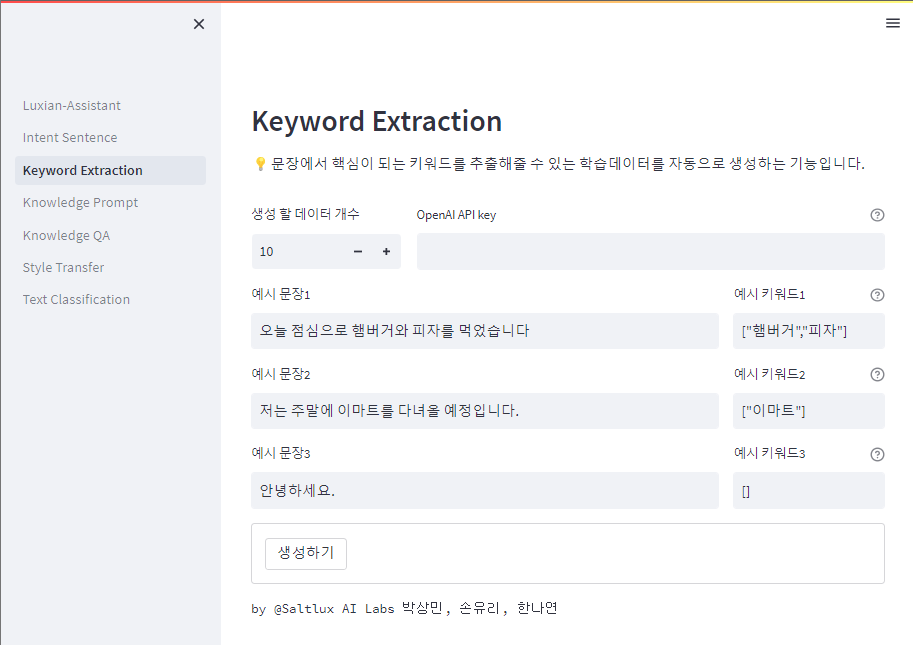 Luxian-Assistant
Intent Sentence
Keyword Extraction
Knowledge Prompt
Knowledge QA
Style Transfer
Text Classification
Keyword Extraction
문장에서 핵심이 되는 키워드를 추출해줄 수 있는 학습데이터를 자동으로 생성하는 기능입니다.
생성 할 데이터 개수 OpenAI API key
10 − +
예시 문장1 예시 키워드1
오늘 점심으로 햄버거와 피자를 먹었습니다 ["햄버거","피자"]
예시 문장2 예시 키워드2
저는 주말에 이마트를 다녀올 예정입니다. ["이마트"]
예시 문장3 예시 키워드3
안녕하세요. []
생성하기
by @Saltlux AI Labs 박상민, 손유리, 한나연